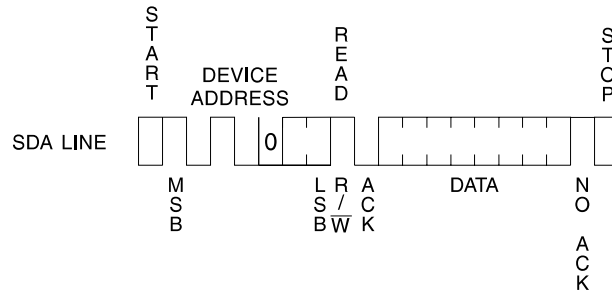 START
DEVICE
ADDRESS
READ
STOP
SDA LINE
0
MSB
LSB
R/W
ACK
DATA
NO ACK